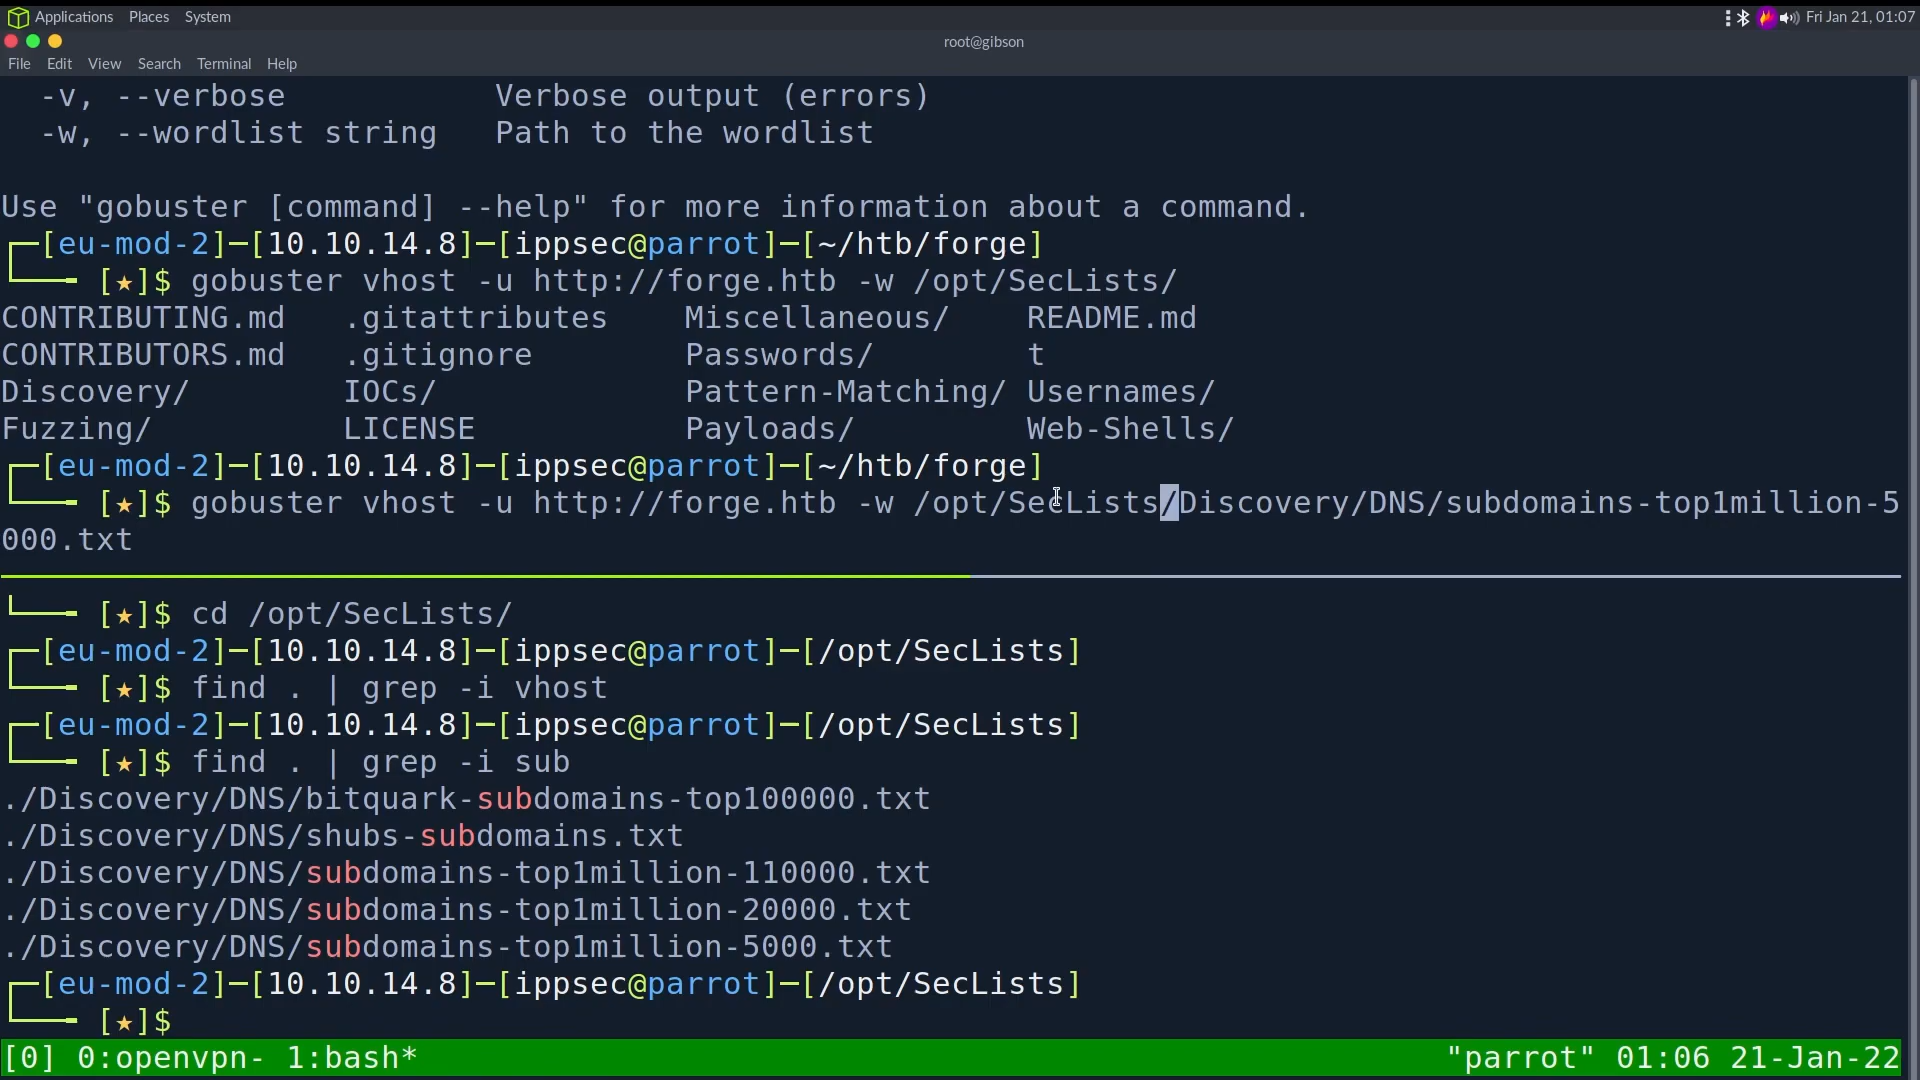 Applications Places System Fri Jan 21, 01:07
root@gibson
File Edit View Search Terminal Help
-v, --verbose Verbose output (errors)
-w, --wordlist string Path to the wordlist
Use "gobuster [command] --help" for more information about a command.
┌─[eu-mod-2]─[10.10.14.8]─[ippsec@parrot]─[~/htb/forge]
└──╼ [★]$ gobuster vhost -u http://forge.htb -w /opt/SecLists/
CONTRIBUTING.md .gitattributes Miscellaneous/ README.md
CONTRIBUTORS.md .gitignore Passwords/ t
Discovery/ IOCs/ Pattern-Matching/ Usernames/
Fuzzing/ LICENSE Payloads/ Web-Shells/
┌─[eu-mod-2]─[10.10.14.8]─[ippsec@parrot]─[~/htb/forge]
└──╼ [★]$ gobuster vhost -u http://forge.htb -w /opt/SecLists/Discovery/DNS/subdomains-top1million-5
000.txt
└──╼ [★]$ cd /opt/SecLists/
┌─[eu-mod-2]─[10.10.14.8]─[ippsec@parrot]─[/opt/SecLists]
└──╼ [★]$ find . | grep -i vhost
┌─[eu-mod-2]─[10.10.14.8]─[ippsec@parrot]─[/opt/SecLists]
└──╼ [★]$ find . | grep -i sub
./Discovery/DNS/bitquark-subdomains-top100000.txt
./Discovery/DNS/shubs-subdomains.txt
./Discovery/DNS/subdomains-top1million-110000.txt
./Discovery/DNS/subdomains-top1million-20000.txt
./Discovery/DNS/subdomains-top1million-5000.txt
┌─[eu-mod-2]─[10.10.14.8]─[ippsec@parrot]─[/opt/SecLists]
└──╼ [★]$
[0] 0:openvpn- 1:bash* "parrot" 01:06 21-Jan-22